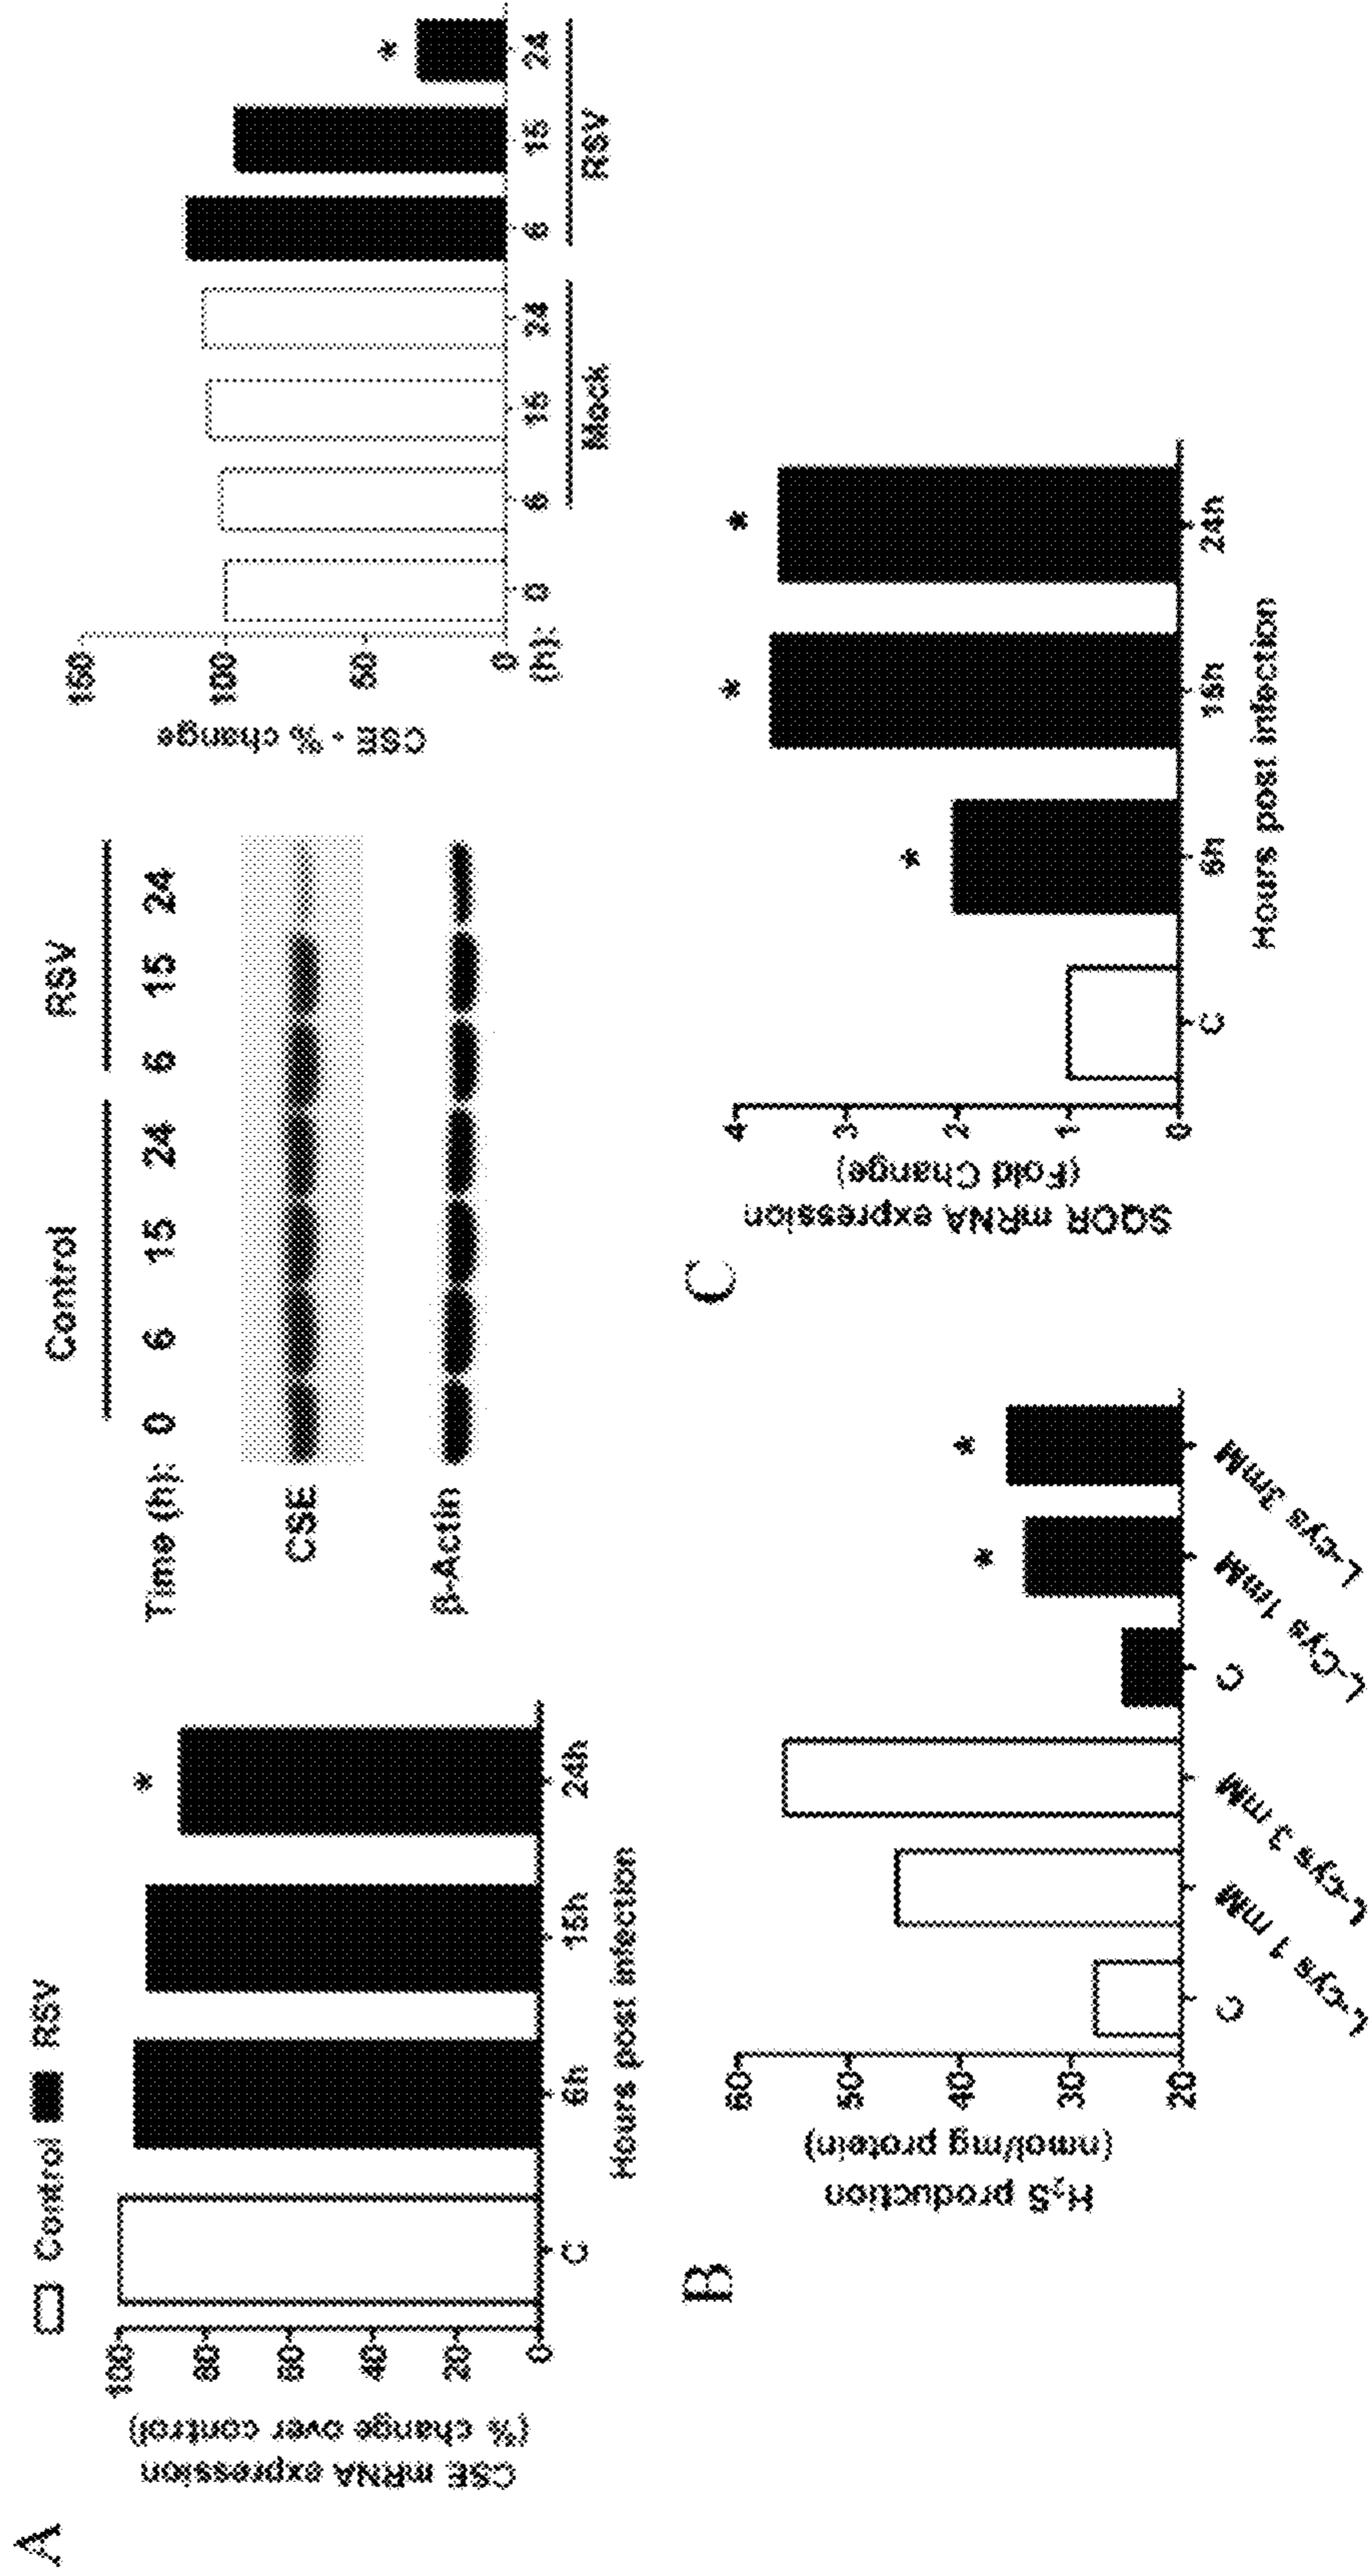 A
Control RSV
CSE mRNA expression
(% change over control)
100
80
60
40
20
0
C 6h 15h 24h
*
Hours post infection
Control RSV
Time (h): 0 6 15 24 6 15 24
CSE
β-Actin
CSE - % change
150
100
50
0
(h): 0 6 15 24 6 15 24
*
Mock RSV
B
H₂S production
(nmol/mg protein)
60
50
40
30
20
* *
C L-cys 1 mM L-cys 3 mM C L-Cys 1mM L-cys 3mM
C
SQOR mRNA expression
(Fold Change)
4
3
2
1
0
* * *
C 6h 15h 24h
Hours post infection